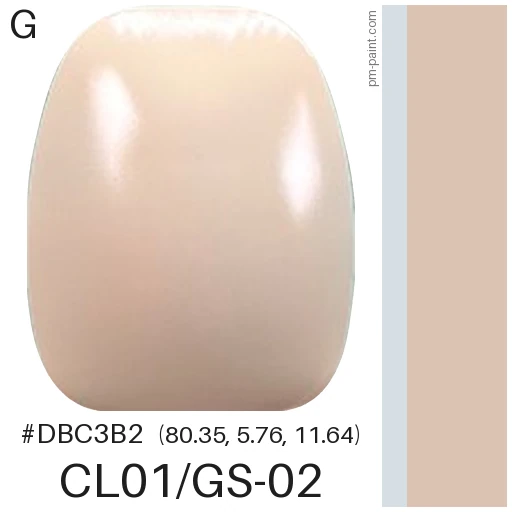 G
pm-paint.com
#DBC3B2 (80.35, 5.76, 11.64)
CL01/GS-02